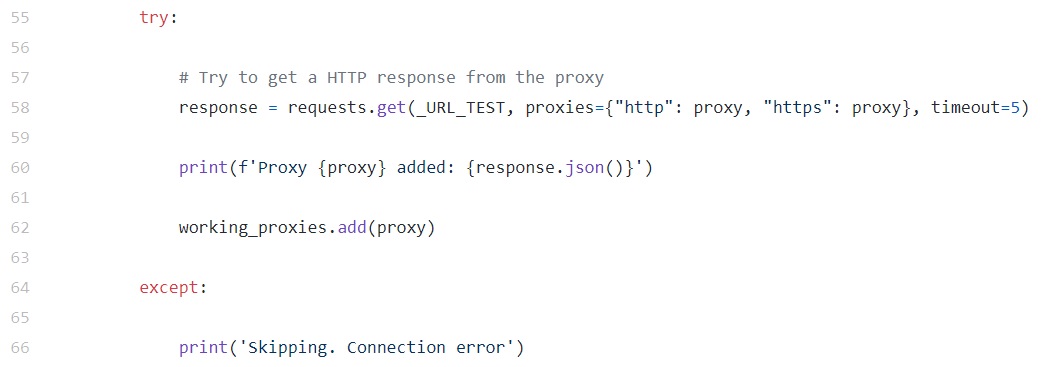 55 try:
56
57 # Try to get a HTTP response from the proxy
58 response = requests.get(_URL_TEST, proxies={"http": proxy, "https": proxy}, timeout=5)
59
60 print(f'Proxy {proxy} added: {response.json()}')
61
62 working_proxies.add(proxy)
63
64 except:
65
66 print('Skipping. Connection error')